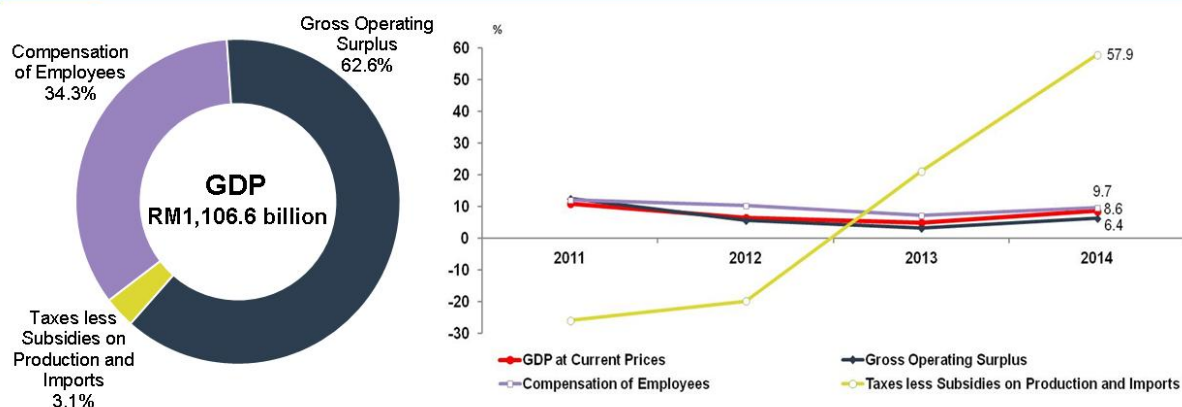 Gross Operating
Surplus
62.6%
Compensation
of Employees
34.3%
GDP
RM1,106.6 billion
Taxes less
Subsidies on
Production and
Imports
3.1%
%
60
50
40
30
20
10
0
-10
-20
-30
2011
2012
2013
2014
57.9
9.7
8.6
6.4
GDP at Current Prices
Gross Operating Surplus
Compensation of Employees
Taxes less Subsidies on Production and Imports